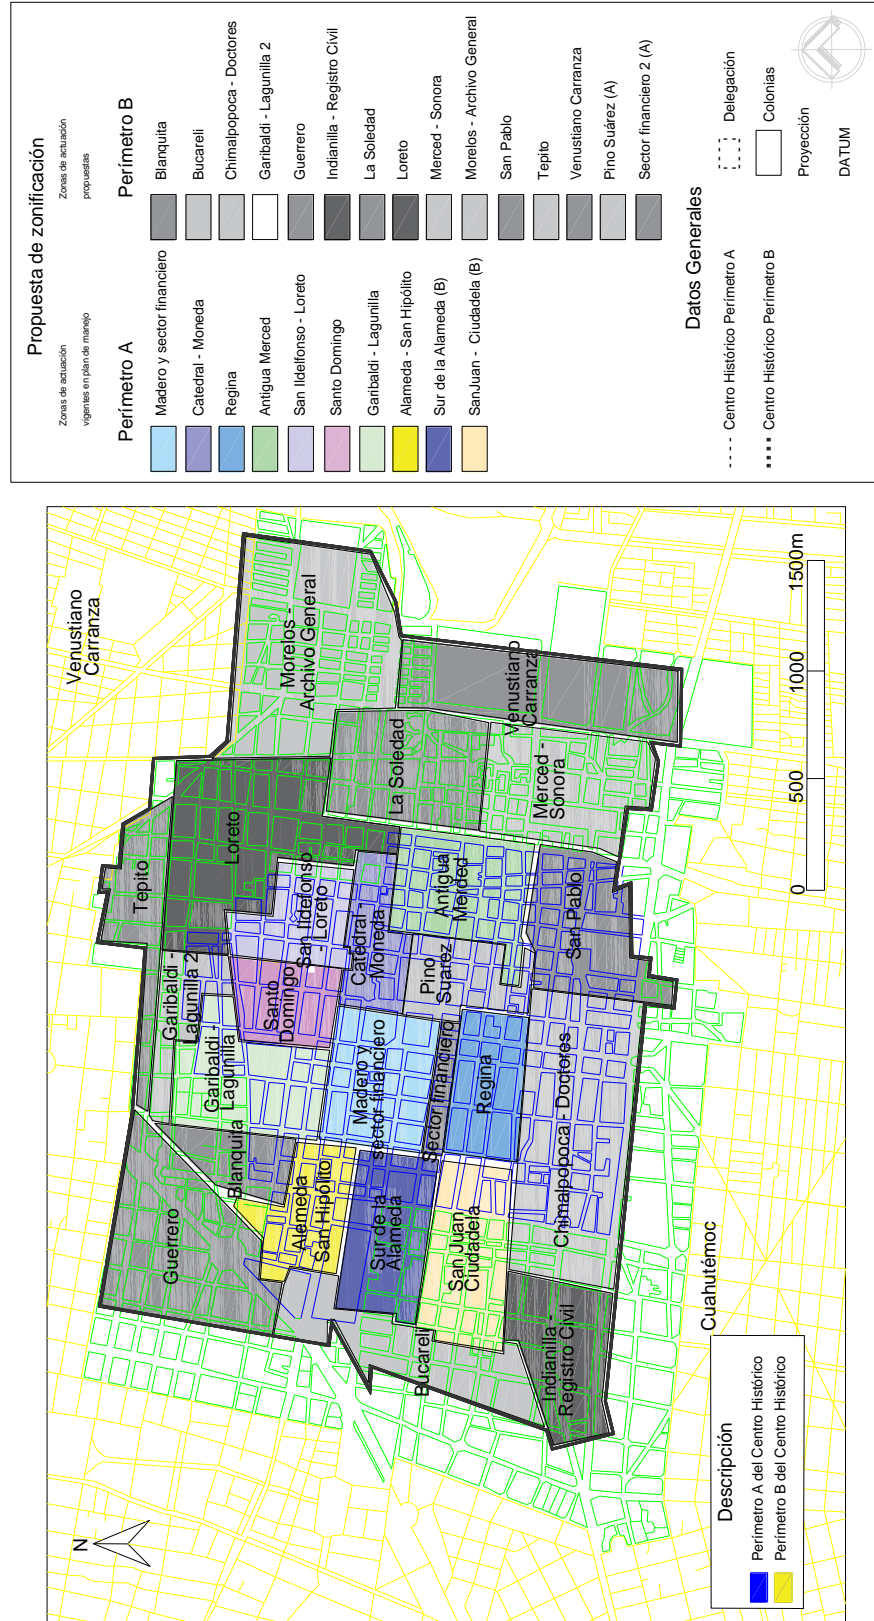 Propuesta de zonificación
Zonas de actuación
vigentes en plan de manejo
Zonas de actuación
propuestas
Perímetro A
Madero y sector financiero
Catedral - Moneda
Regina
Antigua Merced
San Ildelfonso - Loreto
Santo Domingo
Garibaldi - Lagunilla
Alameda - San Hipólito
Sur de la Alameda (B)
SanJuan - Ciudadela (B)
Perímetro B
Blanquita
Bucareli
Chimalpopoca - Doctores
Garibaldi - Lagunilla 2
Guerrero
Indianilla - Registro Civil
La Soledad
Loreto
Merced - Sonora
Morelos - Archivo General
San Pablo
Tepito
Venustiano Carranza
Pino Suárez (A)
Sector financiero 2 (A)
Datos Generales
Centro Histórico Perímetro A
Centro Histórico Perímetro B
Delegación
Colonias
Proyección
DATUM
N
Venustiano
Carranza
Morelos -
Archivo General
Tepito
Loreto
Garibaldi -
Lagunilla 2
Guerrero
Garibaldi -
Lagunilla
Blanquita
Santo
Domingo
San Ildefonso
- Loreto
La Soledad
Alemeda
San Hipólito
Madero y
sector financiero
Catedral -
Moneda
Antigua
Merded
Venustiano
Carranza
Merced -
Sonora
Sur de la
Alameda
Sector financiero
Pino
Suarez
Bucareli
San Juan
Ciudadela
Regina
San Pablo
Indianilla -
Registro Civil
Chimalpopoca - Doctores
Cuahutémoc
Descripción
Perímetro A del Centro Histórico
Perímetro B del Centro Histórico
0
500
1000
1500m